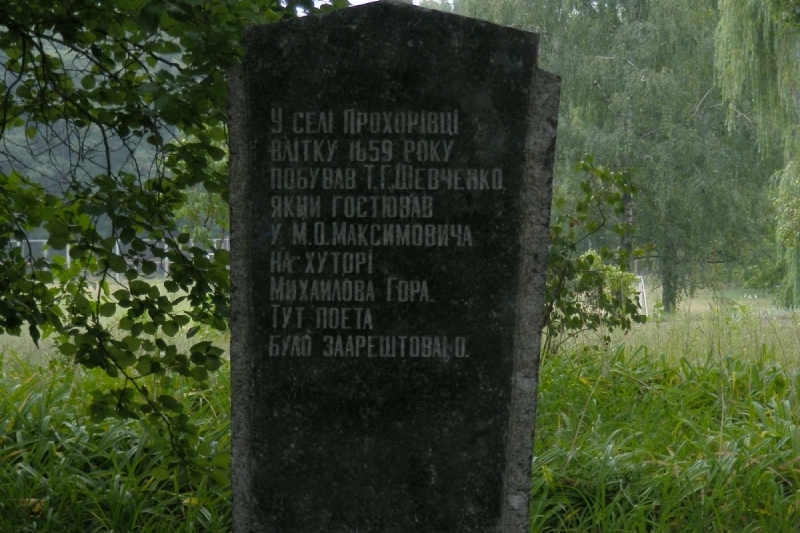 У СЕЛІ ПРОХОРІВЦІ
ВЛІТКУ 1859 РОКУ
ПОБУВАВ Т.Г.ШЕВЧЕНКО,
ЯКИЙ ГОСТЮВАВ
У М.О.МАКСИМОВИЧА
НА ХУТОРІ
МИХАЙЛОВА ГОРА.
ТУТ ПОЕТА
БУЛО ЗААРЕШТОВАНО.